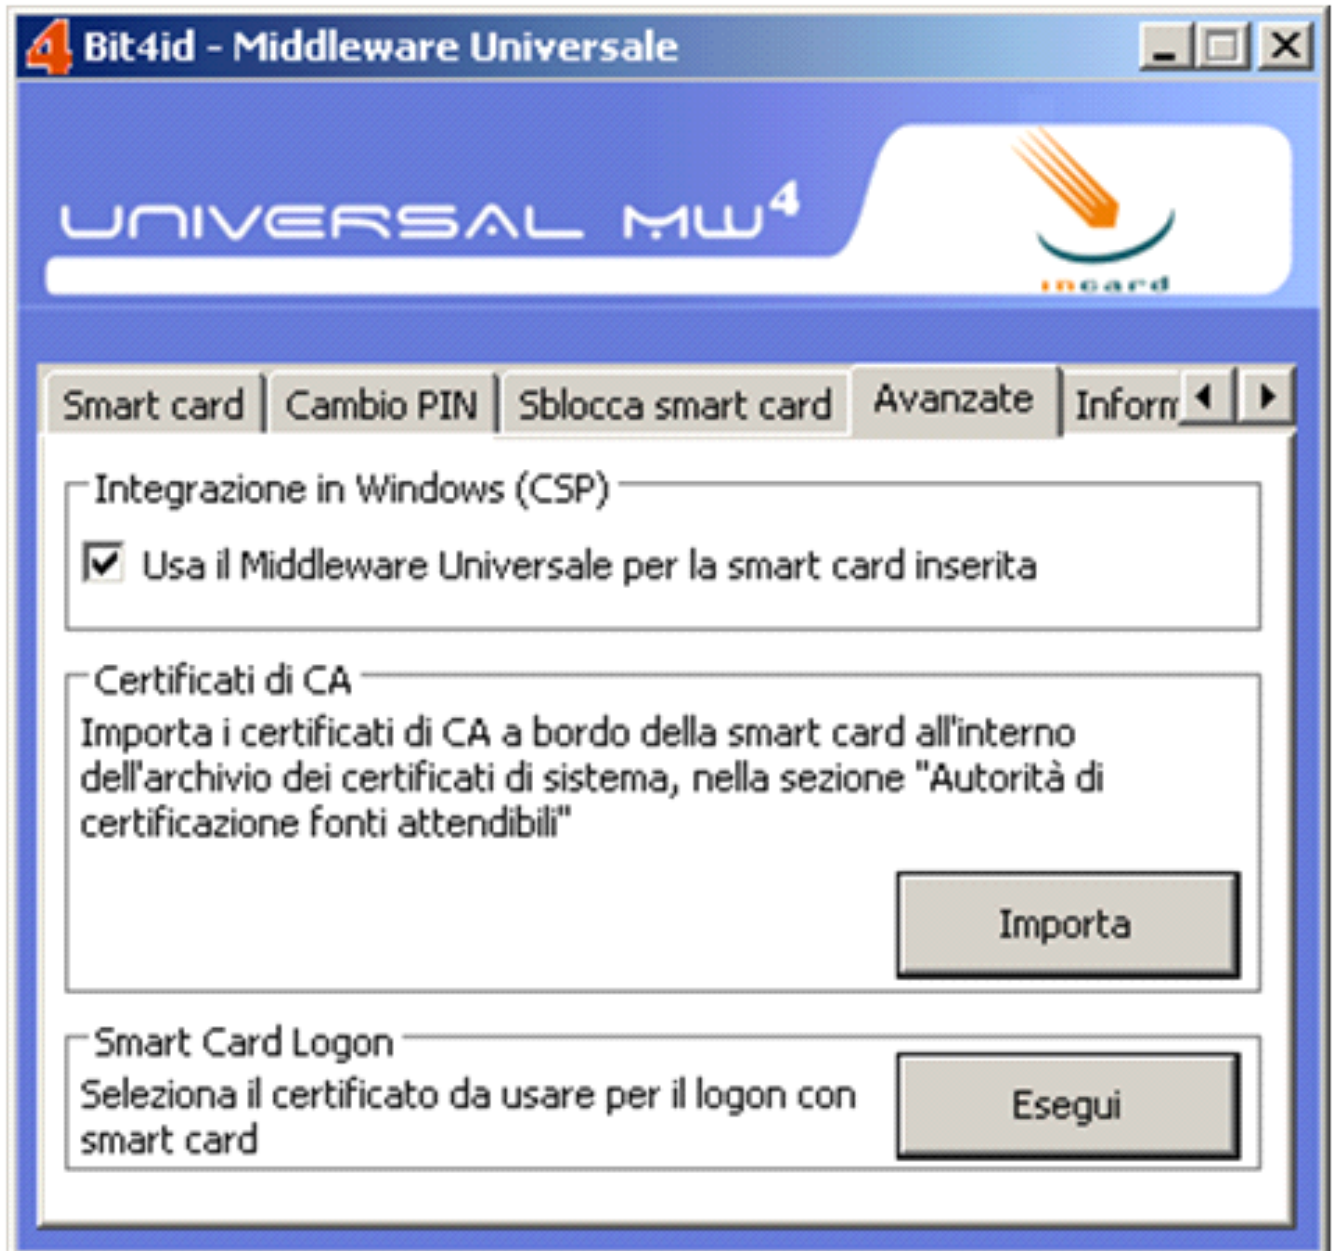 4 Bit4id - Middleware Universale
UNIVERSAL MW4
incard
Smart card Cambio PIN Sblocca smart card Avanzate Inform
Integrazione in Windows (CSP)
Usa il Middleware Universale per la smart card inserita
Certificati di CA
Importa i certificati di CA a bordo della smart card all'interno
dell'archivio dei certificati di sistema, nella sezione "Autorità di
certificazione fonti attendibili"
Importa
Smart Card Logon
Seleziona il certificato da usare per il logon con
smart card
Esegui